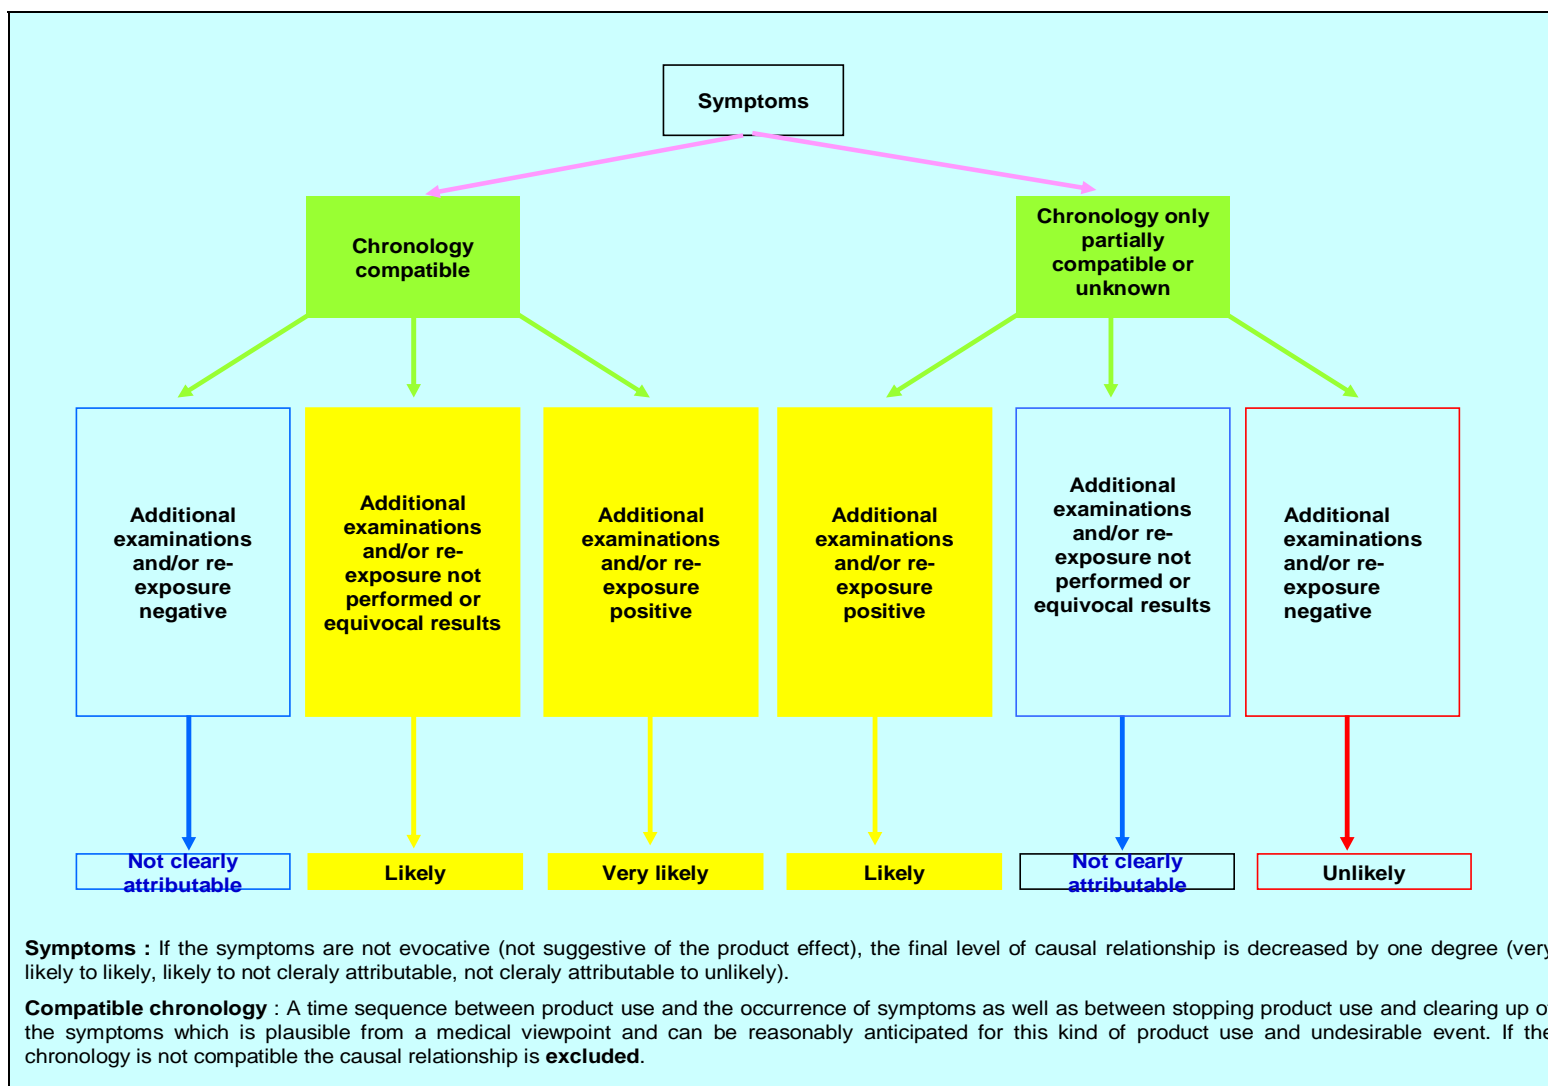 Symptoms
Chronology
compatible
Chronology only
partially
compatible or
unknown
Additional
examinations
and/or re-
exposure
negative
Additional
examinations
and/or re-
exposure not
performed or
equivocal results
Additional
examinations
and/or re-
exposure
positive
Additional
examinations
and/or re-
exposure
positive
Additional
examinations
and/or re-
exposure not
performed or
equivocal results
Additional
examinations
and/or re-
exposure
negative
Not clearly
attributable
Likely
Very likely
Likely
Not clearly
attributable
Unlikely
Symptoms : If the symptoms are not evocative (not suggestive of the product effect), the final level of causal relationship is decreased by one degree (very
likely to likely, likely to not cleraly attributable, not cleraly attributable to unlikely).
Compatible chronology : A time sequence between product use and the occurrence of symptoms as well as between stopping product use and clearing up of
the symptoms which is plausible from a medical viewpoint and can be reasonably anticipated for this kind of product use and undesirable event. If the
chronology is not compatible the causal relationship is excluded.